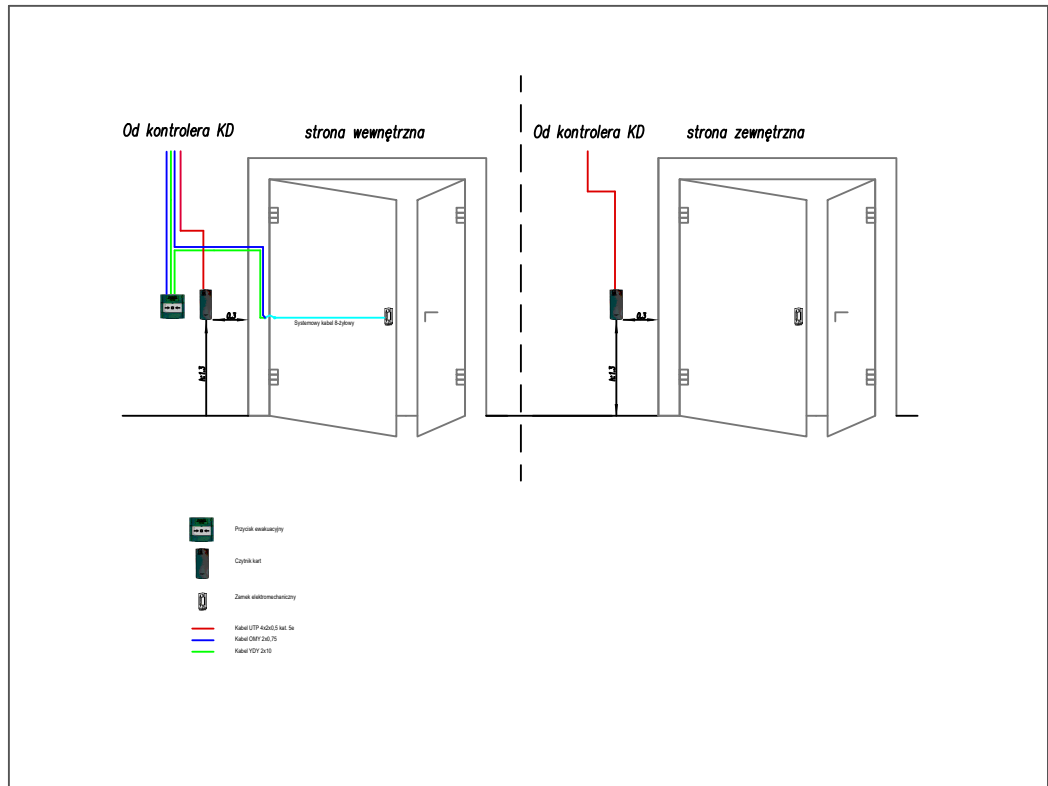 Od kontrolera KD
strona wewnętrzna
Od kontrolera KD
strona zewnętrzna
0.3
Systemowy kabel 8-żyłowy
h=1.3
0.3
h=1.3
Przycisk ewakuacyjny
Czytnik kart
Zamek elektromechaniczny
Kabel UTP 4x2x0,5 kat. 5e
Kabel OMY 2x0,75
Kabel YDY 2x10